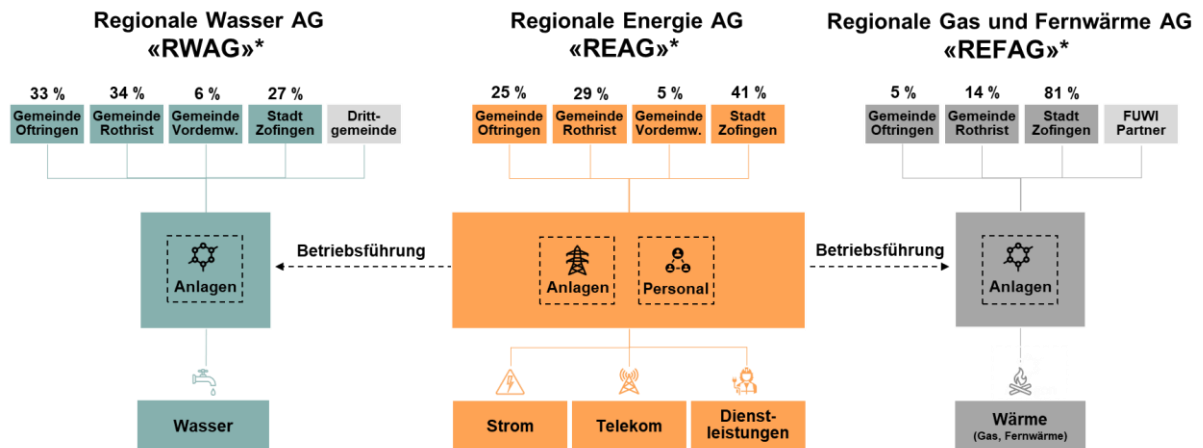 Regionale Wasser AG
«RWAG»*
33 %
34 %
6 %
27 %
Gemeinde
Oftringen
Gemeinde
Rothrist
Gemeinde
Vordemw.
Stadt
Zofingen
Dritt-
gemeinde
Anlagen
Wasser
Betriebsführung
Regionale Energie AG
«REAG»*
25 %
29 %
5 %
41 %
Gemeinde
Oftringen
Gemeinde
Rothrist
Gemeinde
Vordemw.
Stadt
Zofingen
Anlagen
Personal
Strom
Telekom
Dienst-
leistungen
Betriebsführung
Regionale Gas und Fernwärme AG
«REFAG»*
5 %
14 %
81 %
Gemeinde
Oftringen
Gemeinde
Rothrist
Stadt
Zofingen
FUWI
Partner
Anlagen
Wärme
(Gas, Fernwärme)